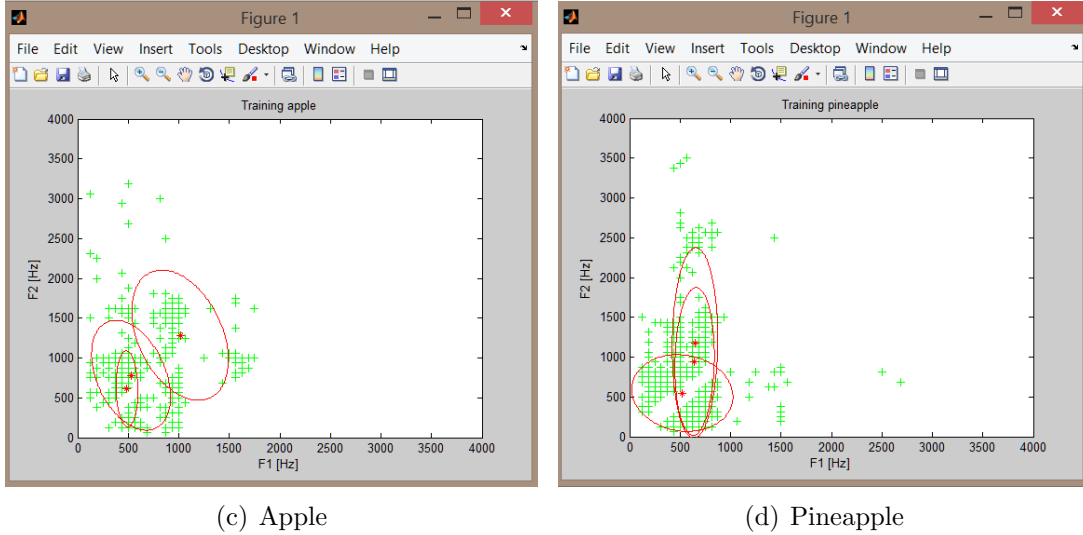 Figure 1
File Edit View Insert Tools Desktop Window Help
Training apple
4000
3500
3000
2500
2000
1500
1000
500
0
F2 [Hz]
0 500 1000 1500 2000 2500 3000 3500 4000
F1 [Hz]
(c) Apple
Figure 1
File Edit View Insert Tools Desktop Window Help
Training pineapple
4000
3500
3000
2500
2000
1500
1000
500
0
F2 [Hz]
0 500 1000 1500 2000 2500 3000 3500 4000
F1 [Hz]
(d) Pineapple